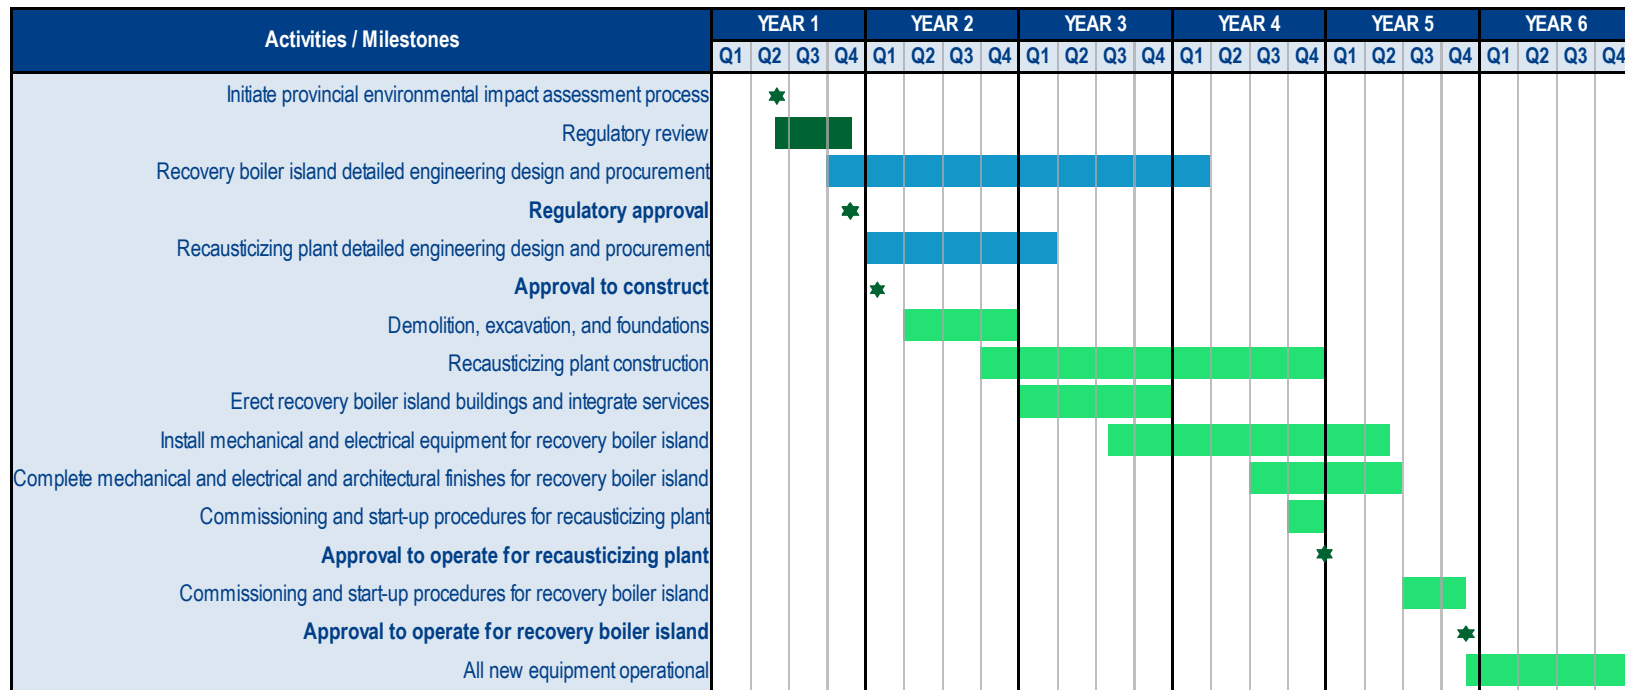 Activities / Milestones YEAR 1 YEAR 2 YEAR 3 YEAR 4 YEAR 5 YEAR 6
Q1 Q2 Q3 Q4 Q1 Q2 Q3 Q4 Q1 Q2 Q3 Q4 Q1 Q2 Q3 Q4 Q1 Q2 Q3 Q4 Q1 Q2 Q3 Q4
Initiate provincial environmental impact assessment process
Regulatory review
Recovery boiler island detailed engineering design and procurement
Regulatory approval
Recausticizing plant detailed engineering design and procurement
Approval to construct
Demolition, excavation, and foundations
Recausticizing plant construction
Erect recovery boiler island buildings and integrate services
Install mechanical and electrical equipment for recovery boiler island
Complete mechanical and electrical and architectural finishes for recovery boiler island
Commissioning and start-up procedures for recausticizing plant
Approval to operate for recausticizing plant
Commissioning and start-up procedures for recovery boiler island
Approval to operate for recovery boiler island
All new equipment operational